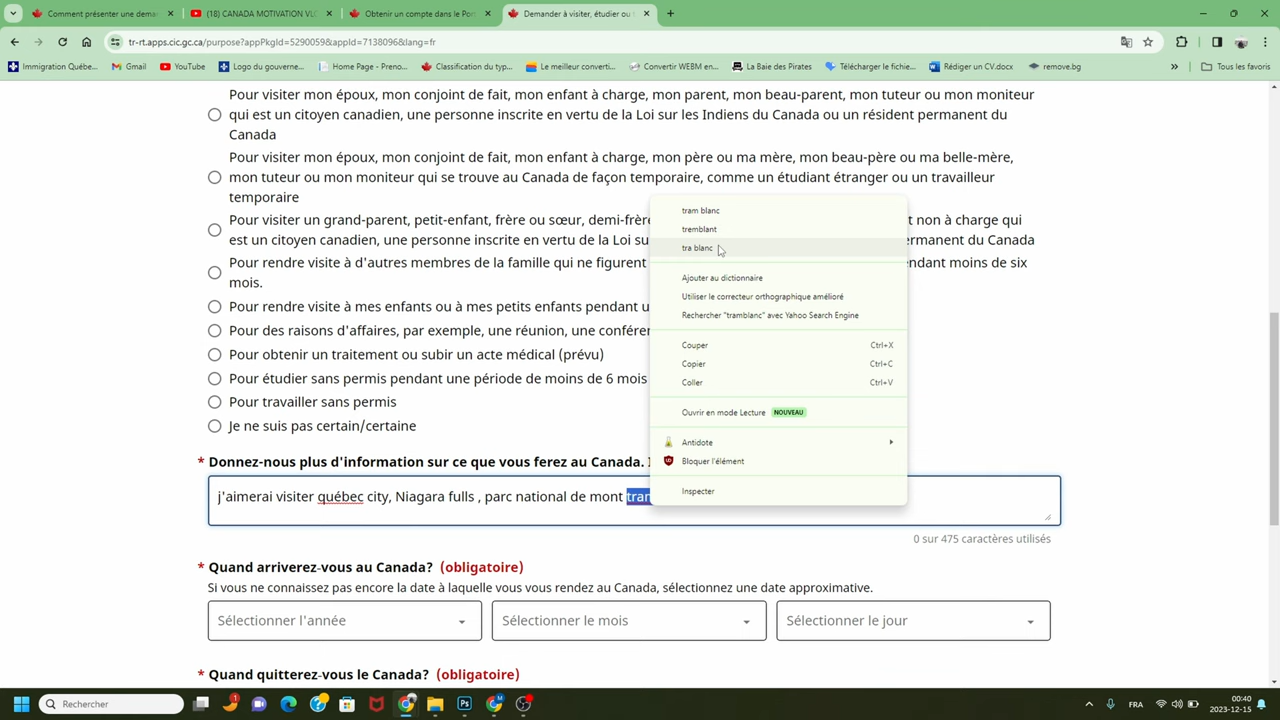 Comment présenter une dema
(18) CANADA MOTIVATION VLO
Obtenir un compte dans le Por
Demander à visiter, étudier ou
tr-rt.apps.cic.gc.ca/purpose?appPkgId=5290059&appId=7138096&lang=fr
Immigration Québe...
Gmail
YouTube
Logo du gouverne...
Home Page - Preno...
Classification du typ...
Le meilleur converti...
Convertir WEBM en...
La Baie des Pirates
Télécharger le fichie...
Rédiger un CV.docx
remove.bg
Tous les favoris
Pour visiter mon époux, mon conjoint de fait, mon enfant à charge, mon parent, mon beau-parent, mon tuteur ou mon moniteur
qui est un citoyen canadien, une personne inscrite en vertu de la Loi sur les Indiens du Canada ou un résident permanent du
Canada
Pour visiter mon époux, mon conjoint de fait, mon enfant à charge, mon père ou ma mère, mon beau-père ou ma belle-mère,
mon tuteur ou mon moniteur qui se trouve au Canada de façon temporaire, comme un étudiant étranger ou un travailleur
temporaire
Pour visiter un grand-parent, petit-enfant, frère ou sœur, demi-frère
t non à charge qui
est un citoyen canadien, une personne inscrite en vertu de la Loi su
ermanent du Canada
Pour rendre visite à d'autres membres de la famille qui ne figurent
endant moins de six
mois.
Pour rendre visite à mes enfants ou à mes petits enfants pendant u
Pour des raisons d'affaires, par exemple, une réunion, une conféren
Pour obtenir un traitement ou subir un acte médical (prévu)
Pour étudier sans permis pendant une période de moins de 6 mois
Pour travailler sans permis
Je ne suis pas certain/certaine
tram blanc
tremblant
tra blanc
Ajouter au dictionnaire
Utiliser le correcteur orthographique amélioré
Rechercher "tramblanc" avec Yahoo Search Engine
Couper Ctrl+X
Copier Ctrl+C
Coller Ctrl+V
Ouvrir en mode Lecture NOUVEAU
Antidote
Bloquer l'élément
Inspecter
* Donnez-nous plus d'information sur ce que vous ferez au Canada.
j'aimerai visiter québec city, Niagara fulls , parc national de mont tram
0 sur 475 caractères utilisés
* Quand arriverez-vous au Canada? (obligatoire)
Si vous ne connaissez pas encore la date à laquelle vous vous rendez au Canada, sélectionnez une date approximative.
Sélectionner l'année
Sélectionner le mois
Sélectionner le jour
* Quand quitterez-vous le Canada? (obligatoire)
Rechercher
FRA
00:40
2023-12-15